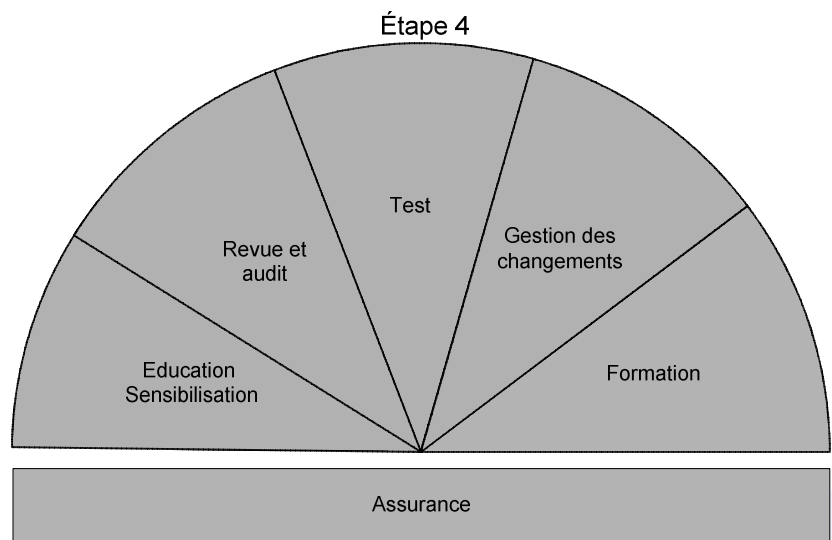 Étape 4
Test
Revue et
audit
Gestion des
changements
Education
Sensibilisation
Formation
Assurance